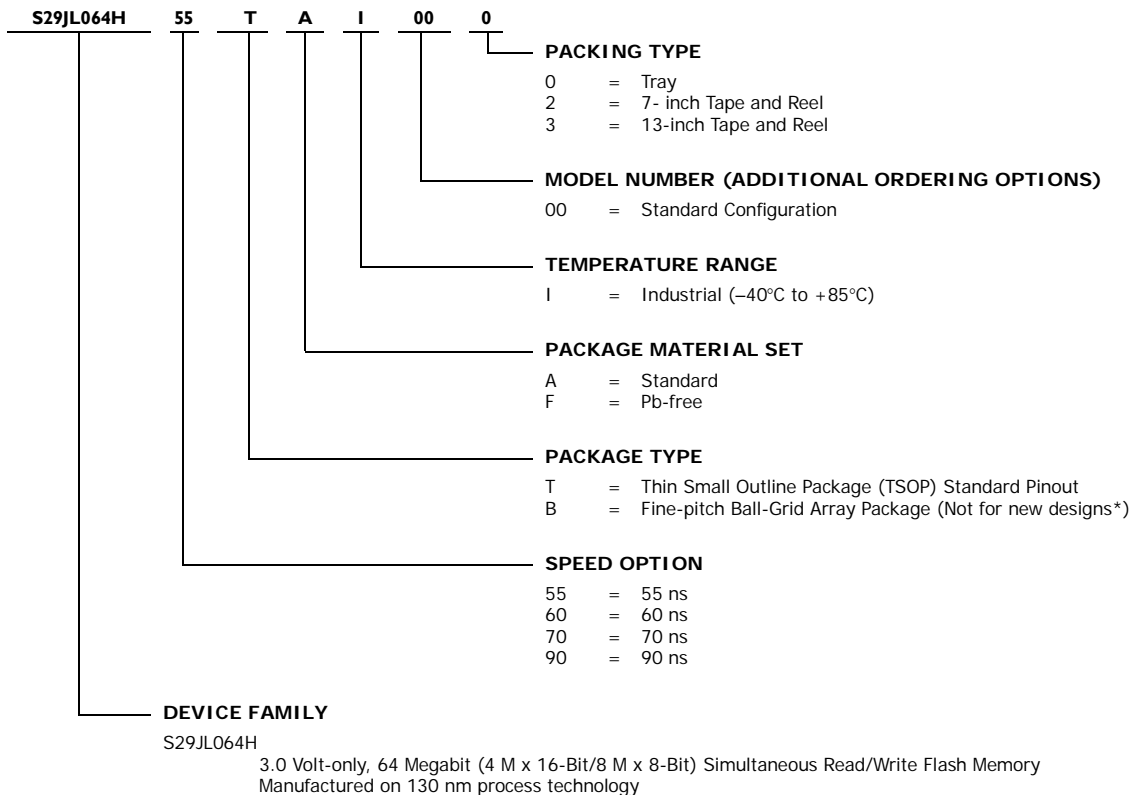 S29JL064H 55 T A I 00 0
PACKING TYPE
0 = Tray
2 = 7- inch Tape and Reel
3 = 13-inch Tape and Reel
MODEL NUMBER (ADDITIONAL ORDERING OPTIONS)
00 = Standard Configuration
TEMPERATURE RANGE
I = Industrial (–40°C to +85°C)
PACKAGE MATERIAL SET
A = Standard
F = Pb-free
PACKAGE TYPE
T = Thin Small Outline Package (TSOP) Standard Pinout
B = Fine-pitch Ball-Grid Array Package (Not for new designs*)
SPEED OPTION
55 = 55 ns
60 = 60 ns
70 = 70 ns
90 = 90 ns
DEVICE FAMILY
S29JL064H
3.0 Volt-only, 64 Megabit (4 M x 16-Bit/8 M x 8-Bit) Simultaneous Read/Write Flash Memory
Manufactured on 130 nm process technology